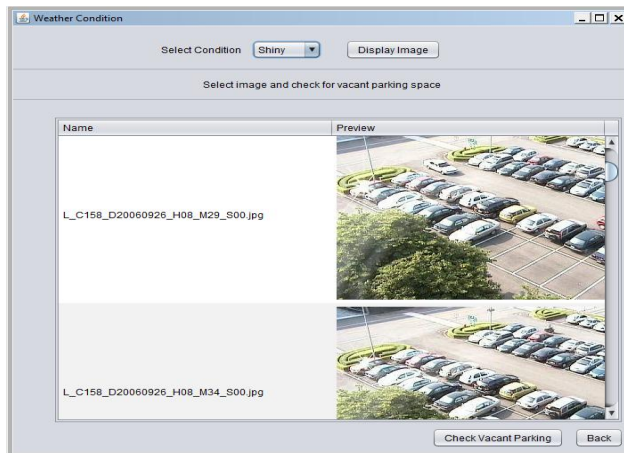 Weather Condition
Select Condition Shiny Display Image
Select image and check for vacant parking space
Name Preview
L_C158_D20060926_H08_M29_S00.jpg
L_C158_D20060926_H08_M34_S00.jpg
Check Vacant Parking Back